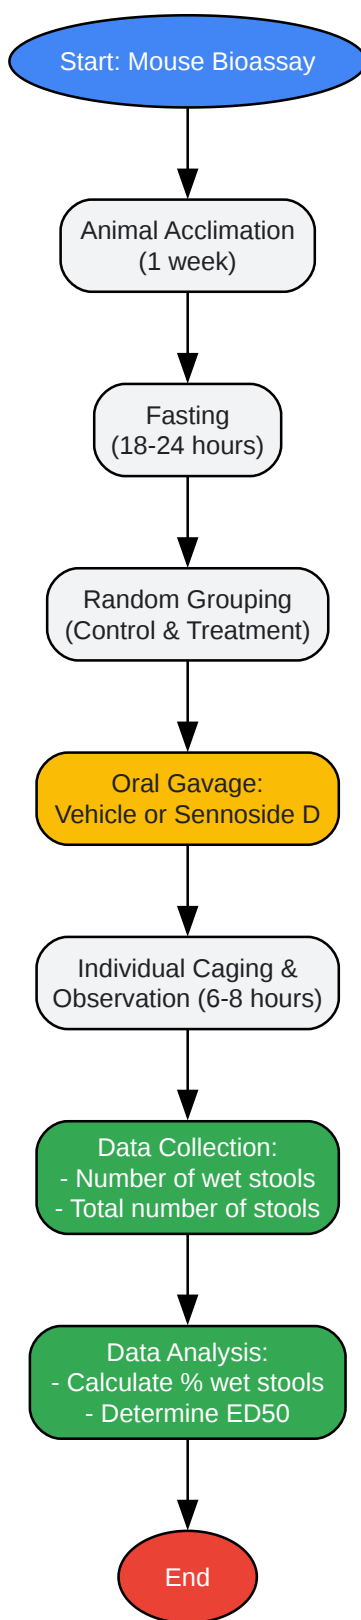 Start: Mouse Bioassay
Animal Acclimation
(1 week)
Fasting
(18-24 hours)
Random Grouping
(Control & Treatment)
Oral Gavage:
Vehicle or Sennoside D
Individual Caging &
Observation (6-8 hours)
Data Collection:
- Number of wet stools
- Total number of stools
Data Analysis:
- Calculate % wet stools
- Determine ED50
End